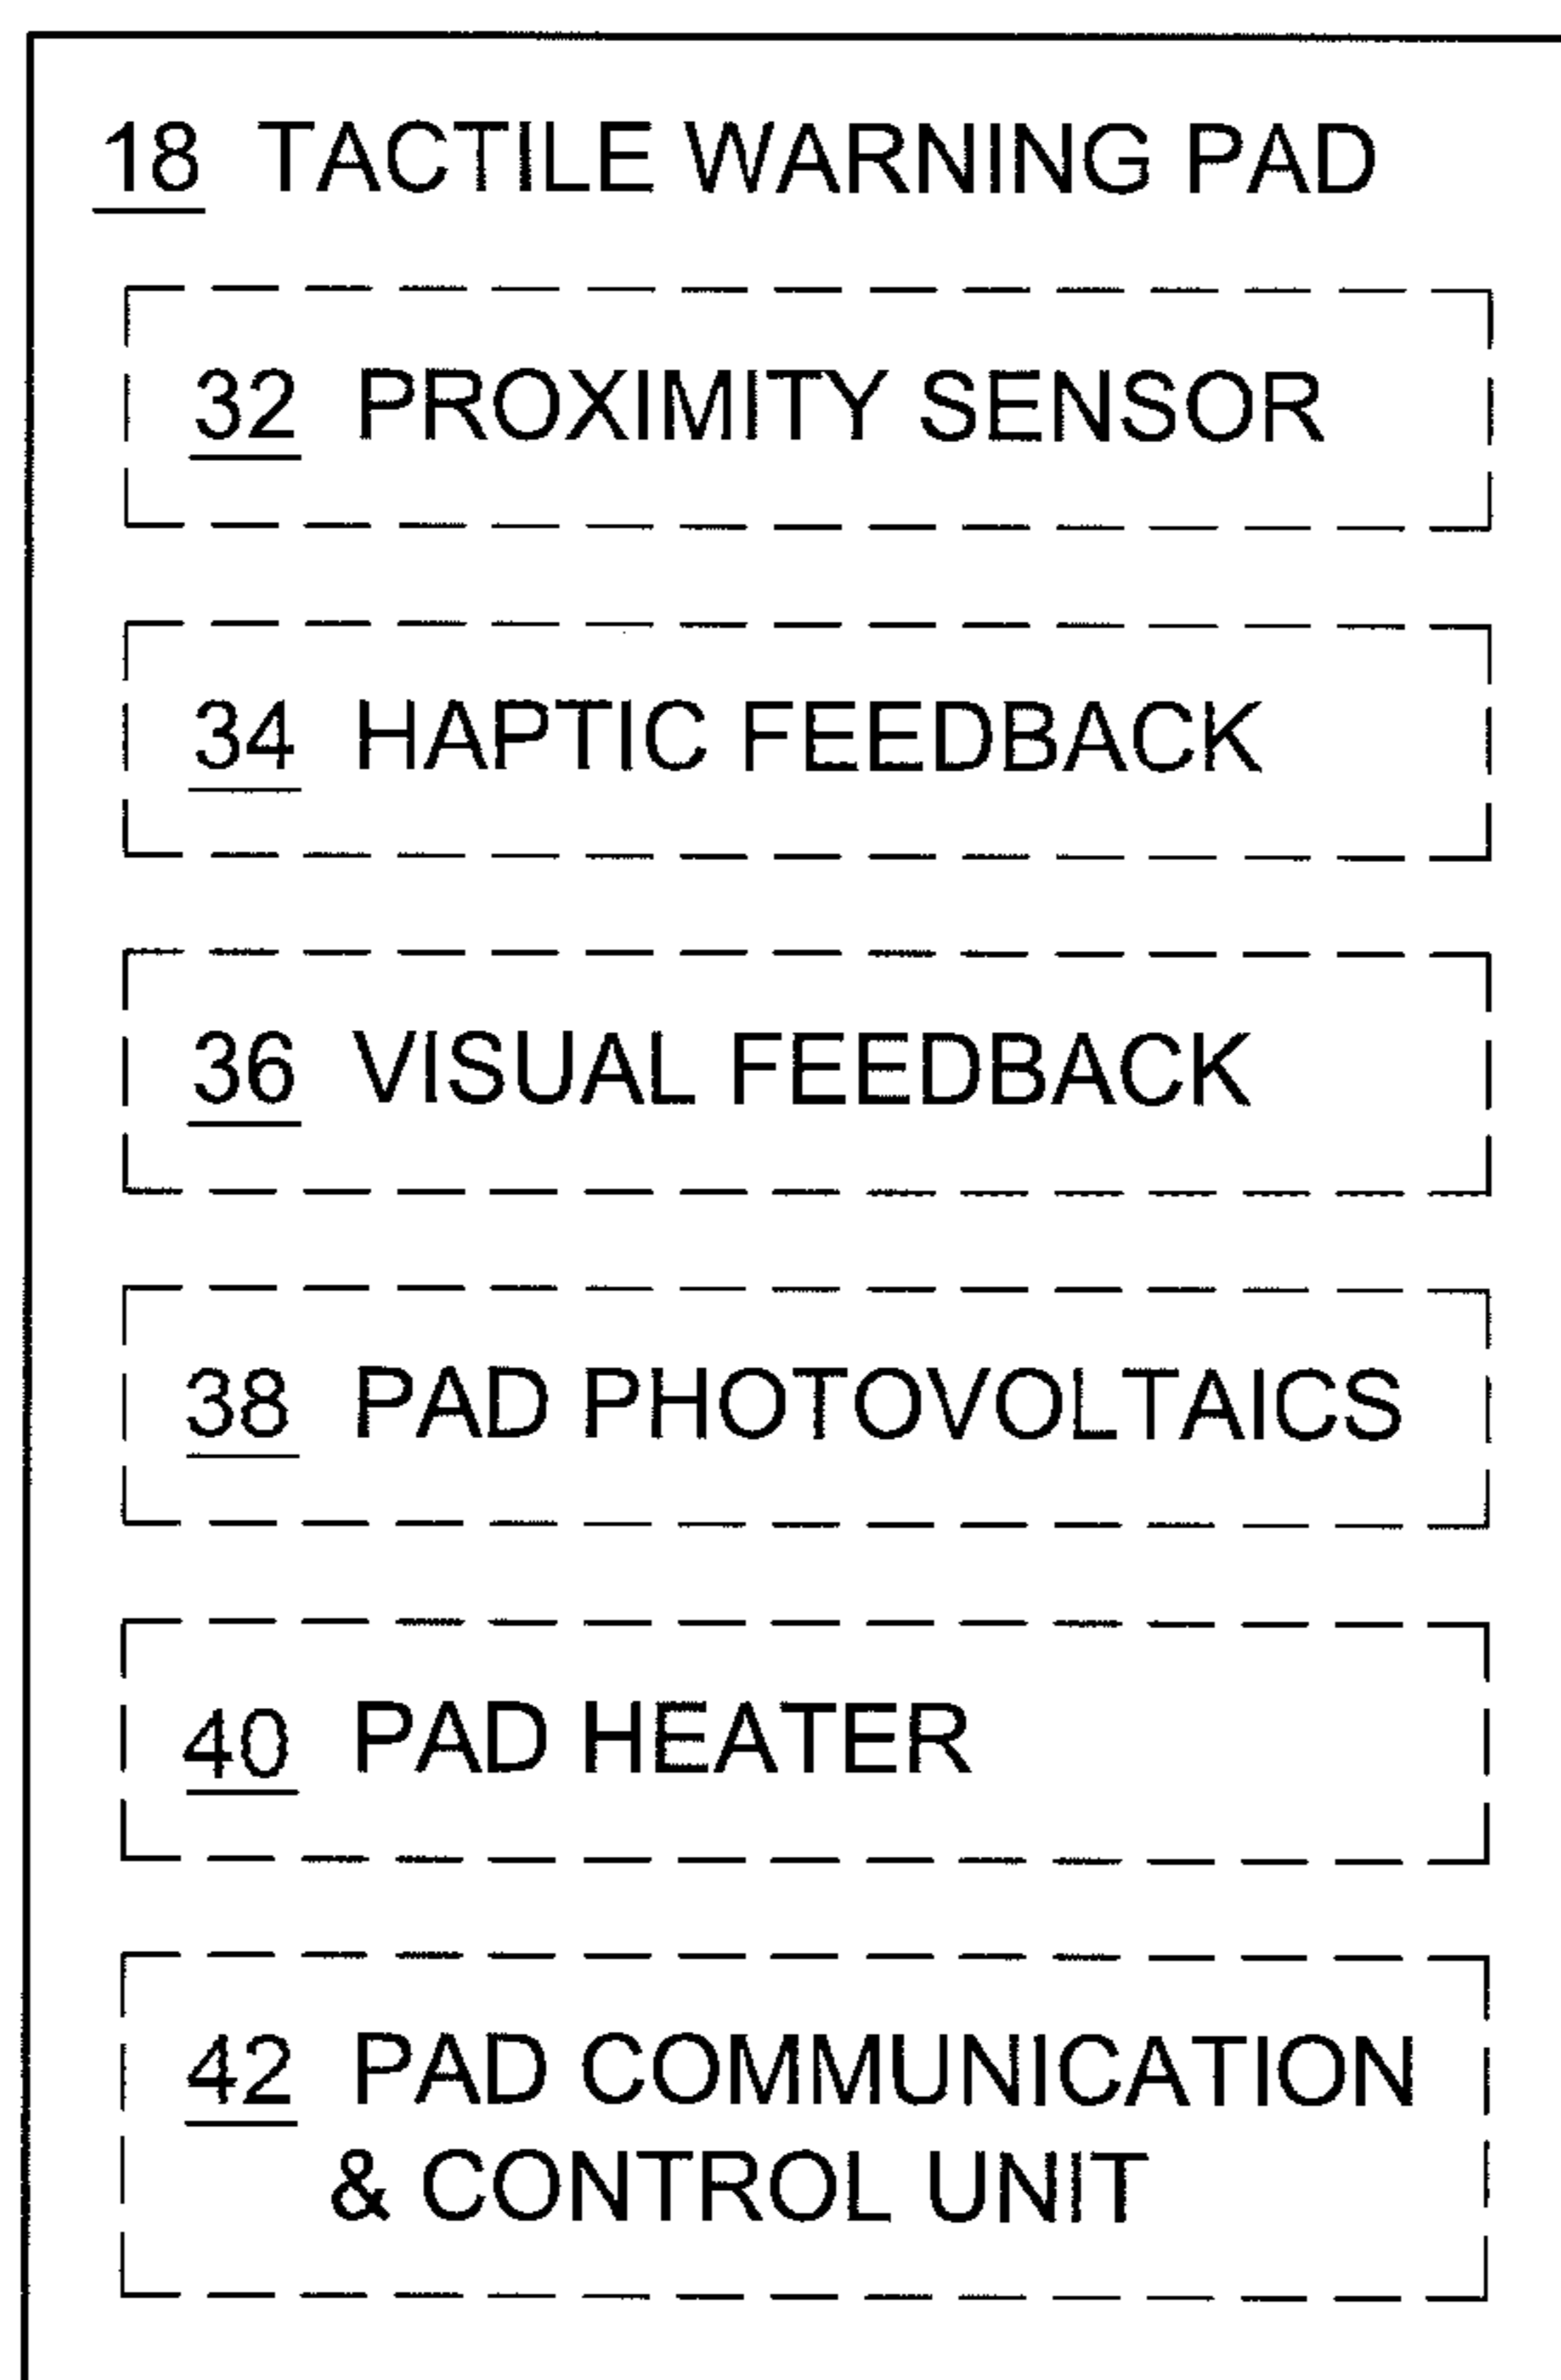 18 TACTILE WARNING PAD
32 PROXIMITY SENSOR
34 HAPTIC FEEDBACK
36 VISUAL FEEDBACK
38 PAD PHOTOVOLTAICS
40 PAD HEATER
42 PAD COMMUNICATION
& CONTROL UNIT